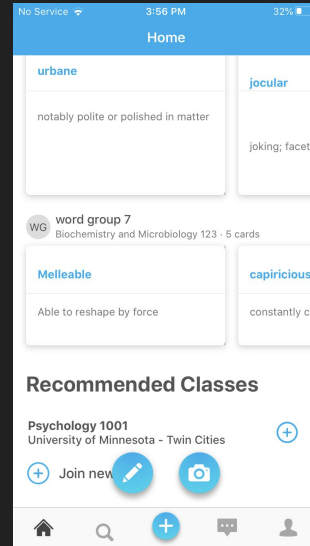 No Service 3:56 PM 32%
Home
urbane
jocular
notably polite or polished in matter
joking; facet
WG word group 7
Biochemistry and Microbiology 123 · 5 cards
Melleable
capiricious
Able to reshape by force
constantly c
Recommended Classes
Psychology 1001
University of Minnesota - Twin Cities
Join new